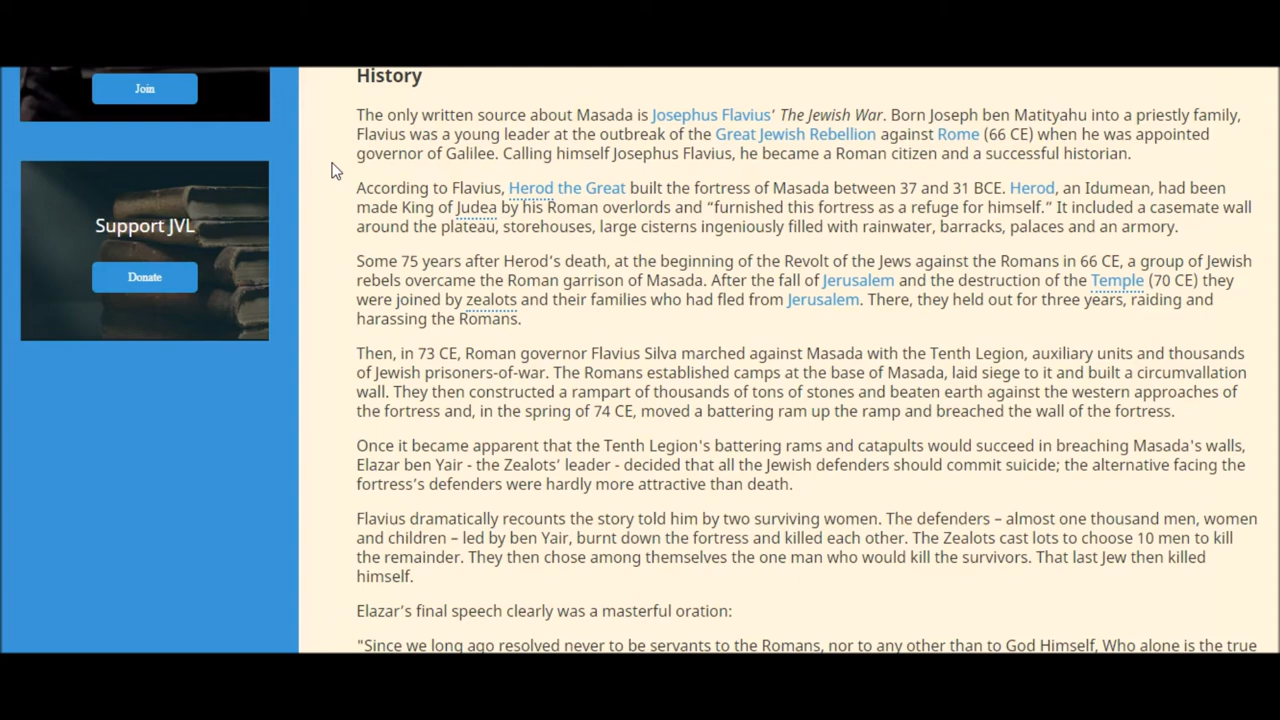 Join
Support JVL
Donate
History
The only written source about Masada is Josephus Flavius’ The Jewish War. Born Joseph ben Matityahu into a priestly family,
Flavius was a young leader at the outbreak of the Great Jewish Rebellion against Rome (66 CE) when he was appointed
governor of Galilee. Calling himself Josephus Flavius, he became a Roman citizen and a successful historian.
According to Flavius, Herod the Great built the fortress of Masada between 37 and 31 BCE. Herod, an Idumean, had been
made King of Judea by his Roman overlords and “furnished this fortress as a refuge for himself.” It included a casemate wall
around the plateau, storehouses, large cisterns ingeniously filled with rainwater, barracks, palaces and an armory.
Some 75 years after Herod’s death, at the beginning of the Revolt of the Jews against the Romans in 66 CE, a group of Jewish
rebels overcame the Roman garrison of Masada. After the fall of Jerusalem and the destruction of the Temple (70 CE) they
were joined by zealots and their families who had fled from Jerusalem. There, they held out for three years, raiding and
harassing the Romans.
Then, in 73 CE, Roman governor Flavius Silva marched against Masada with the Tenth Legion, auxiliary units and thousands
of Jewish prisoners-of-war. The Romans established camps at the base of Masada, laid siege to it and built a circumvallation
wall. They then constructed a rampart of thousands of tons of stones and beaten earth against the western approaches of
the fortress and, in the spring of 74 CE, moved a battering ram up the ramp and breached the wall of the fortress.
Once it became apparent that the Tenth Legion's battering rams and catapults would succeed in breaching Masada's walls,
Elazar ben Yair - the Zealots’ leader - decided that all the Jewish defenders should commit suicide; the alternative facing the
fortress’s defenders were hardly more attractive than death.
Flavius dramatically recounts the story told him by two surviving women. The defenders – almost one thousand men, women
and children – led by ben Yair, burnt down the fortress and killed each other. The Zealots cast lots to choose 10 men to kill
the remainder. They then chose among themselves the one man who would kill the survivors. That last Jew then killed
himself.
Elazar’s final speech clearly was a masterful oration:
"Since we long ago resolved never to be servants to the Romans, nor to any other than to God Himself, Who alone is the true